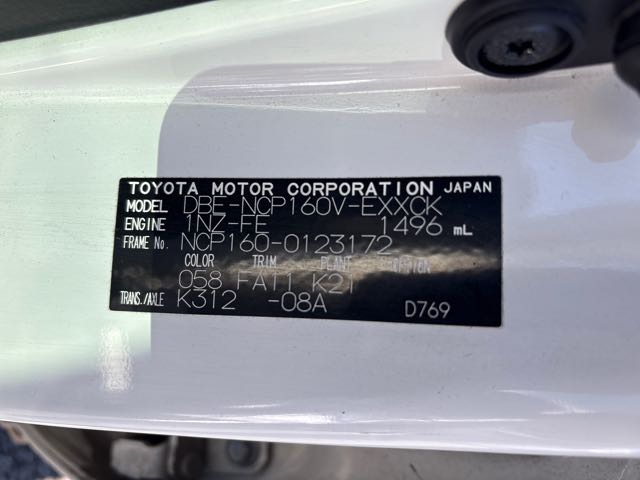 TOYOTA MOTOR CORPORATION JAPAN
MODEL DBE-NCP160V-EXXCK
ENGINE 1NZ-FE 1496 mL
FRAME No. NCP160-0123172
COLOR TRIM PLANT OPTION
058 FA11 K21
TRANS./AXLE K312 -08A D769